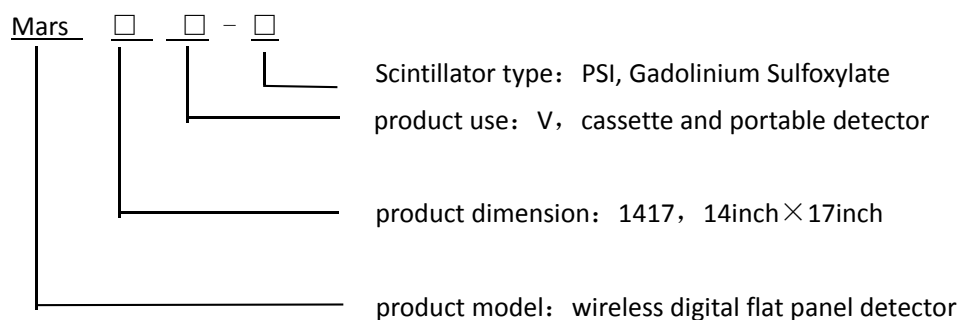 Mars □ □ - □
Scintillator type：PSI, Gadolinium Sulfoxylate
product use：V，cassette and portable detector
product dimension：1417，14inch×17inch
product model：wireless digital flat panel detector